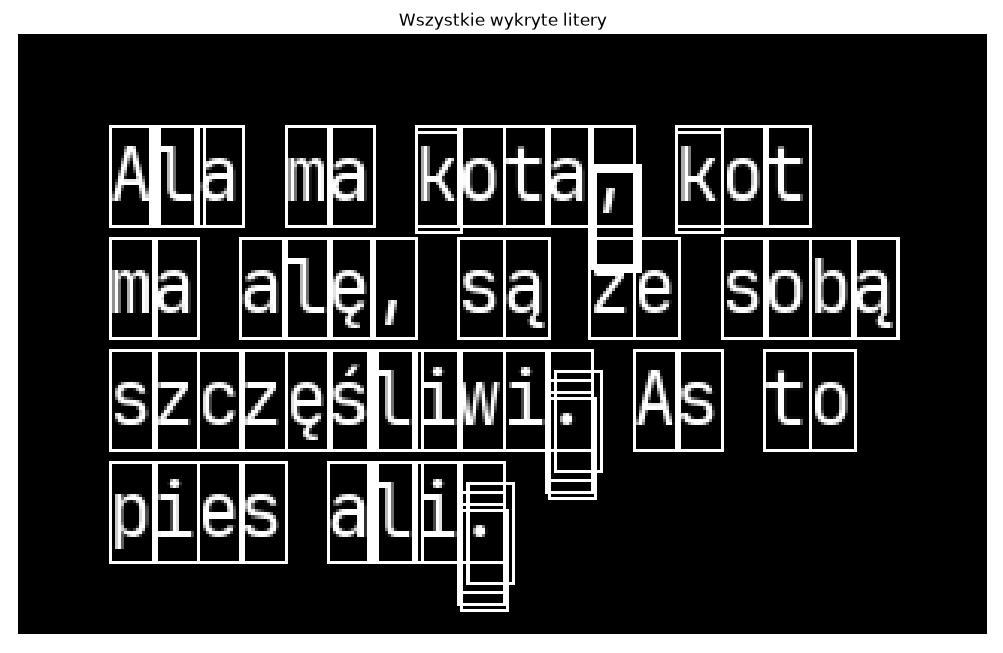 Wszystkie wykryte litery
Ala ma kota, kot
ma alę, są ze sobą
szczęśliwi. As to
pies ali.